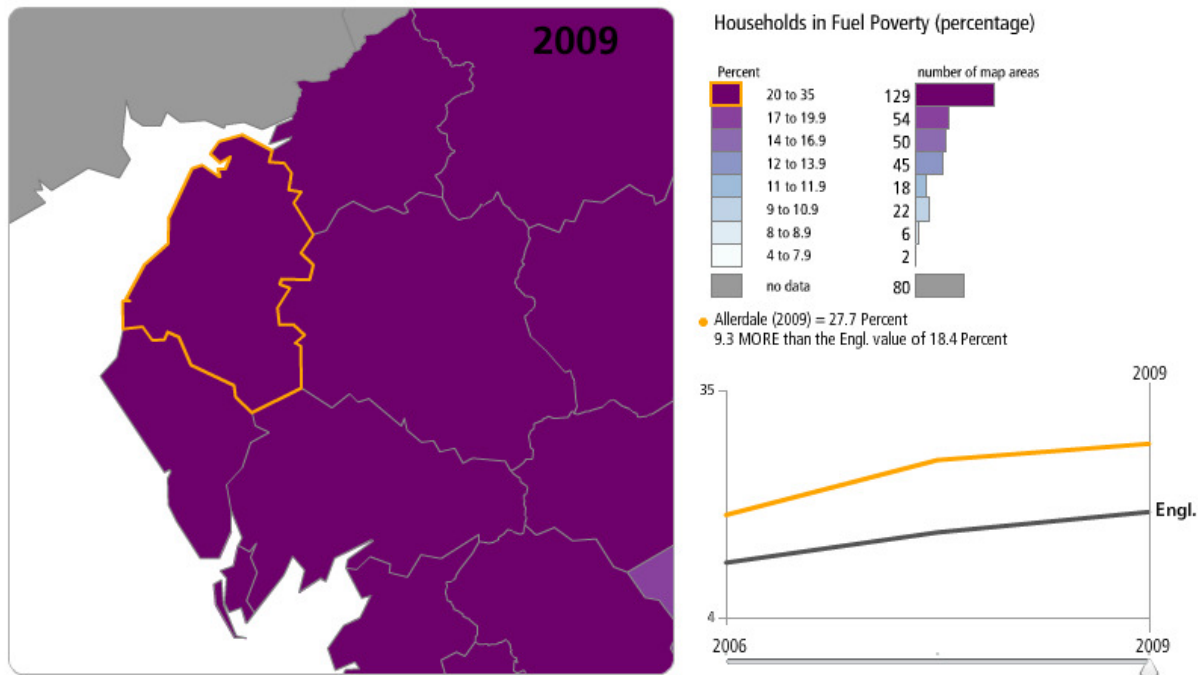 2009
Households in Fuel Poverty (percentage)
Percent
number of map areas
20 to 35 129
17 to 19.9 54
14 to 16.9 50
12 to 13.9 45
11 to 11.9 18
9 to 10.9 22
8 to 8.9 6
4 to 7.9 2
no data 80
Allerdale (2009) = 27.7 Percent
9.3 MORE than the Engl. value of 18.4 Percent
2009
35
Engl.
4
2006 2009